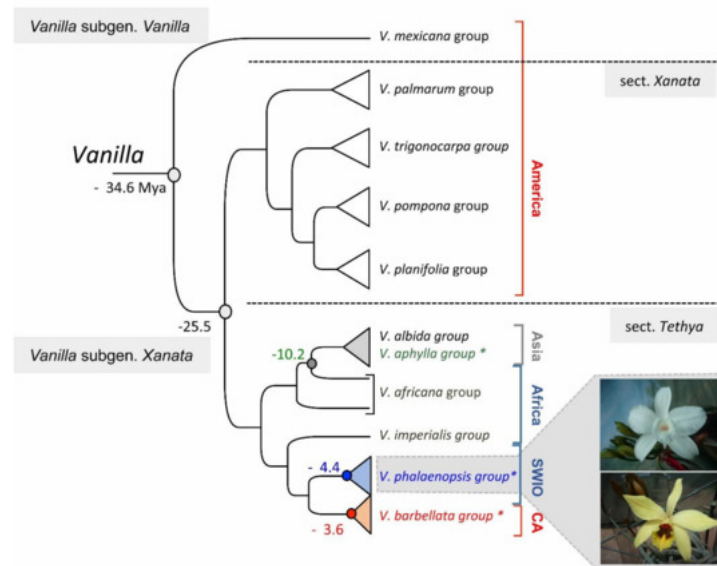 Vanilla subgen. Vanilla
V. mexicana group
sect. Xanata
V. palmarum group
Vanilla
- 34.6 Mya
V. trigonocarpa group
America
V. pompona group
V. planifolia group
-25.5
sect. Tethya
Vanilla subgen. Xanata
V. albida group
-10.2
V. aphylla group *
Asia
V. africana group
Africa
V. imperialis group
- 4.4
V. phalaenopsis group*
SWIO
V. barbellata group *
CA
- 3.6